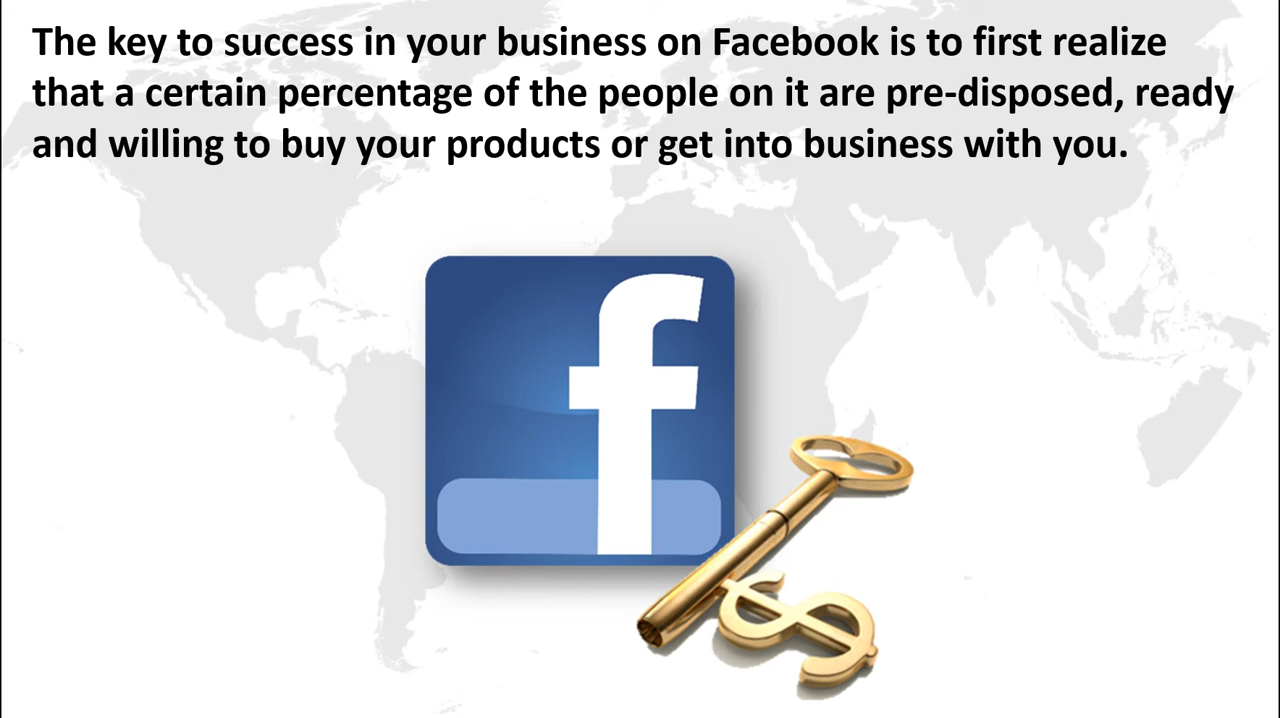 The key to success in your business on Facebook is to first realize
that a certain percentage of the people on it are pre-disposed, ready
and willing to buy your products or get into business with you.
f
$